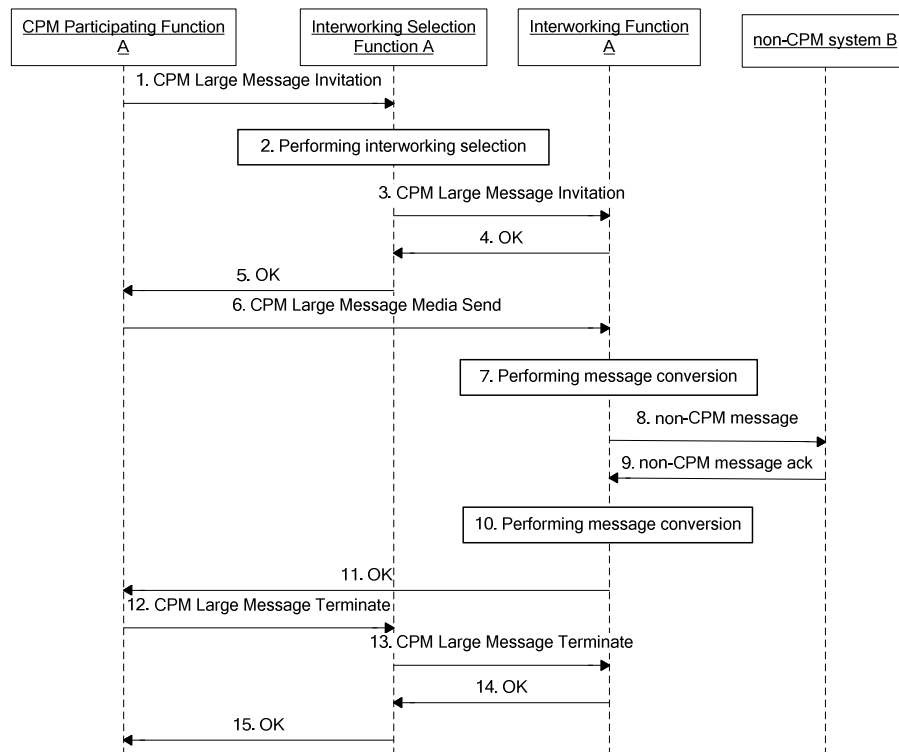 CPM Participating Function
A
Interworking Selection
Function A
Interworking Function
A
non-CPM system B
1. CPM Large Message Invitation
2. Performing interworking selection
3. CPM Large Message Invitation
4. OK
5. OK
6. CPM Large Message Media Send
7. Performing message conversion
8. non-CPM message
9. non-CPM message ack
10. Performing message conversion
11. OK
12. CPM Large Message Terminate
13. CPM Large Message Terminate
14. OK
15. OK